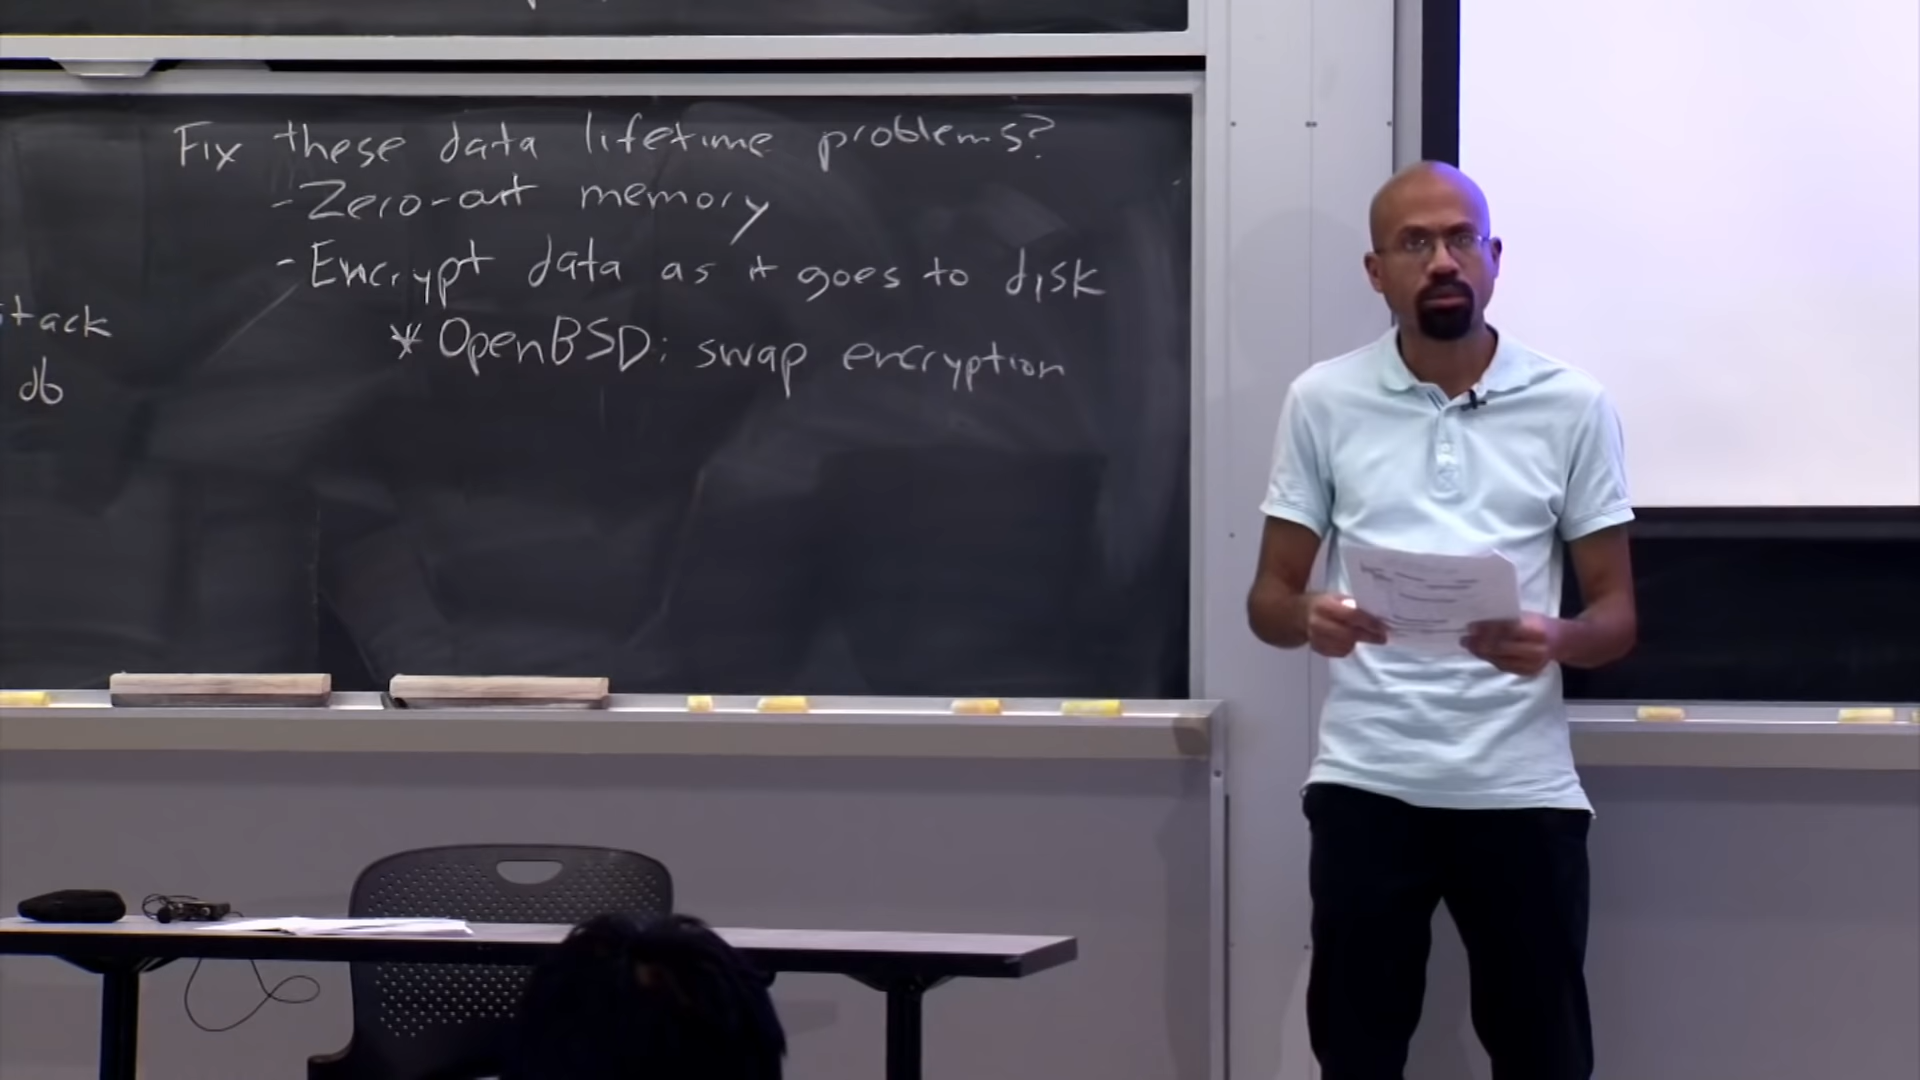 Fix these data lifetime problems?
-Zero-out memory
-Encrypt data as it goes to disk
* OpenBSD: swap encryption
tack
db